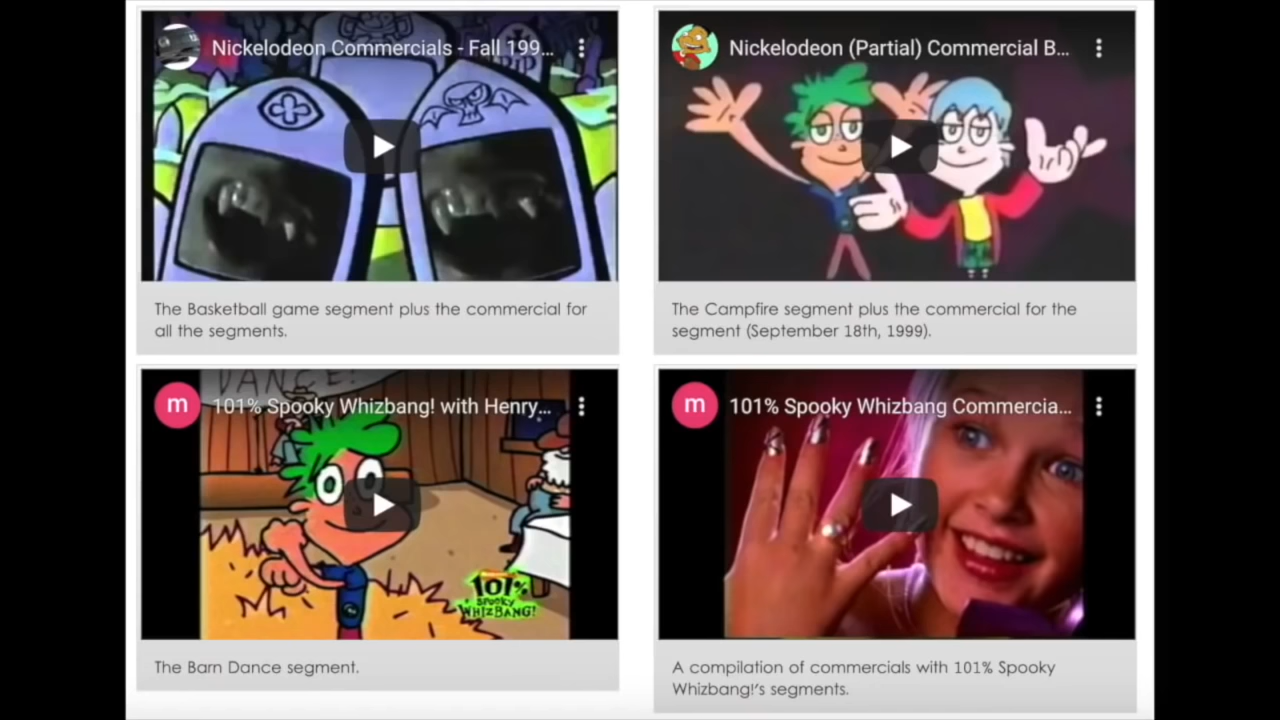 Nickelodeon Commercials - Fall 199...
RIP
Nickelodeon (Partial) Commercial B...
The Basketball game segment plus the commercial for
all the segments.
The Campfire segment plus the commercial for the
segment (September 18th, 1999).
DANCE!
m
101% Spooky Whizbang! with Henry...
m
101% Spooky Whizbang Commercia...
101%
SPOOKY
WHIZBANG!
The Barn Dance segment.
A compilation of commercials with 101% Spooky
Whizbang!'s segments.